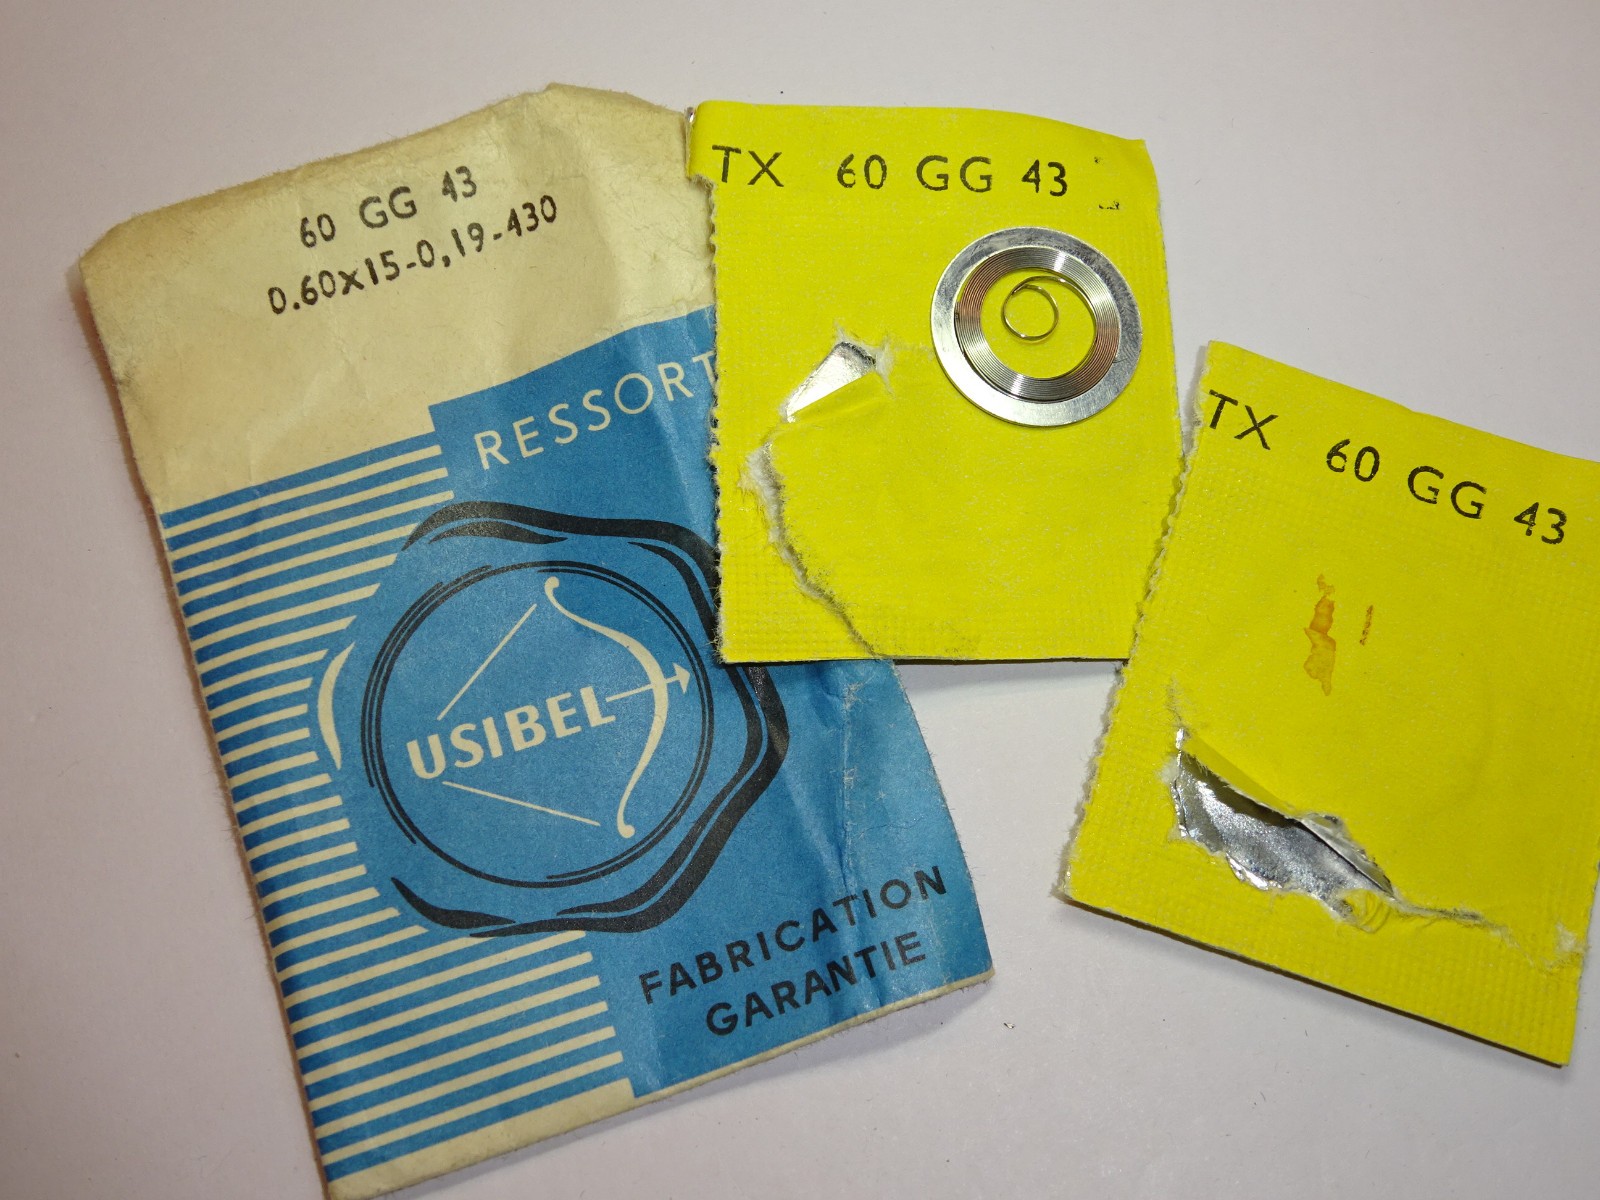 60 GG 43
0.60x15-0,19-430
RESSORT
USIBEL
FABRICATION
GARANTIE
TX 60 GG 43
TX 60 GG 43